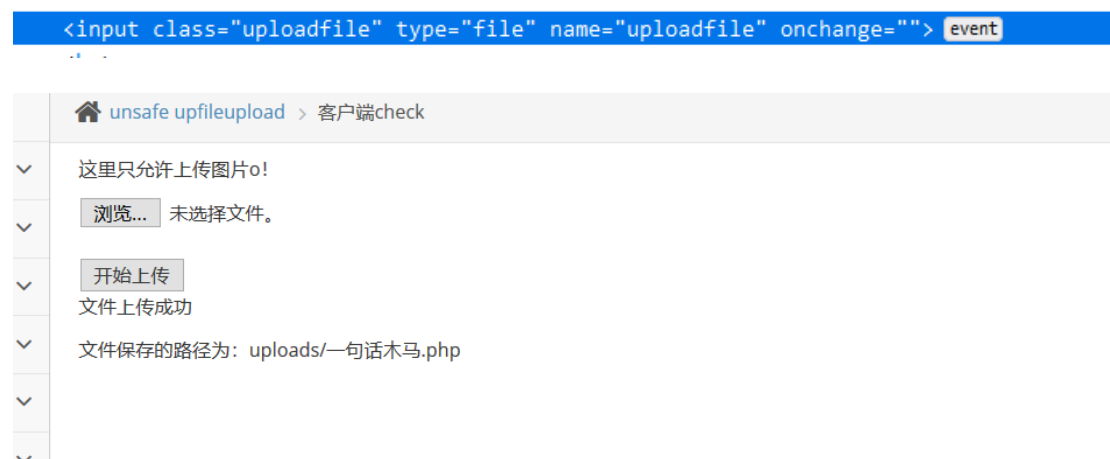 <input class="uploadfile" type="file" name="uploadfile" onchange=""> event
unsafe upfileupload > 客户端check
这里只允许上传图片o!
浏览... 未选择文件。
开始上传
文件上传成功
文件保存的路径为：uploads/一句话木马.php